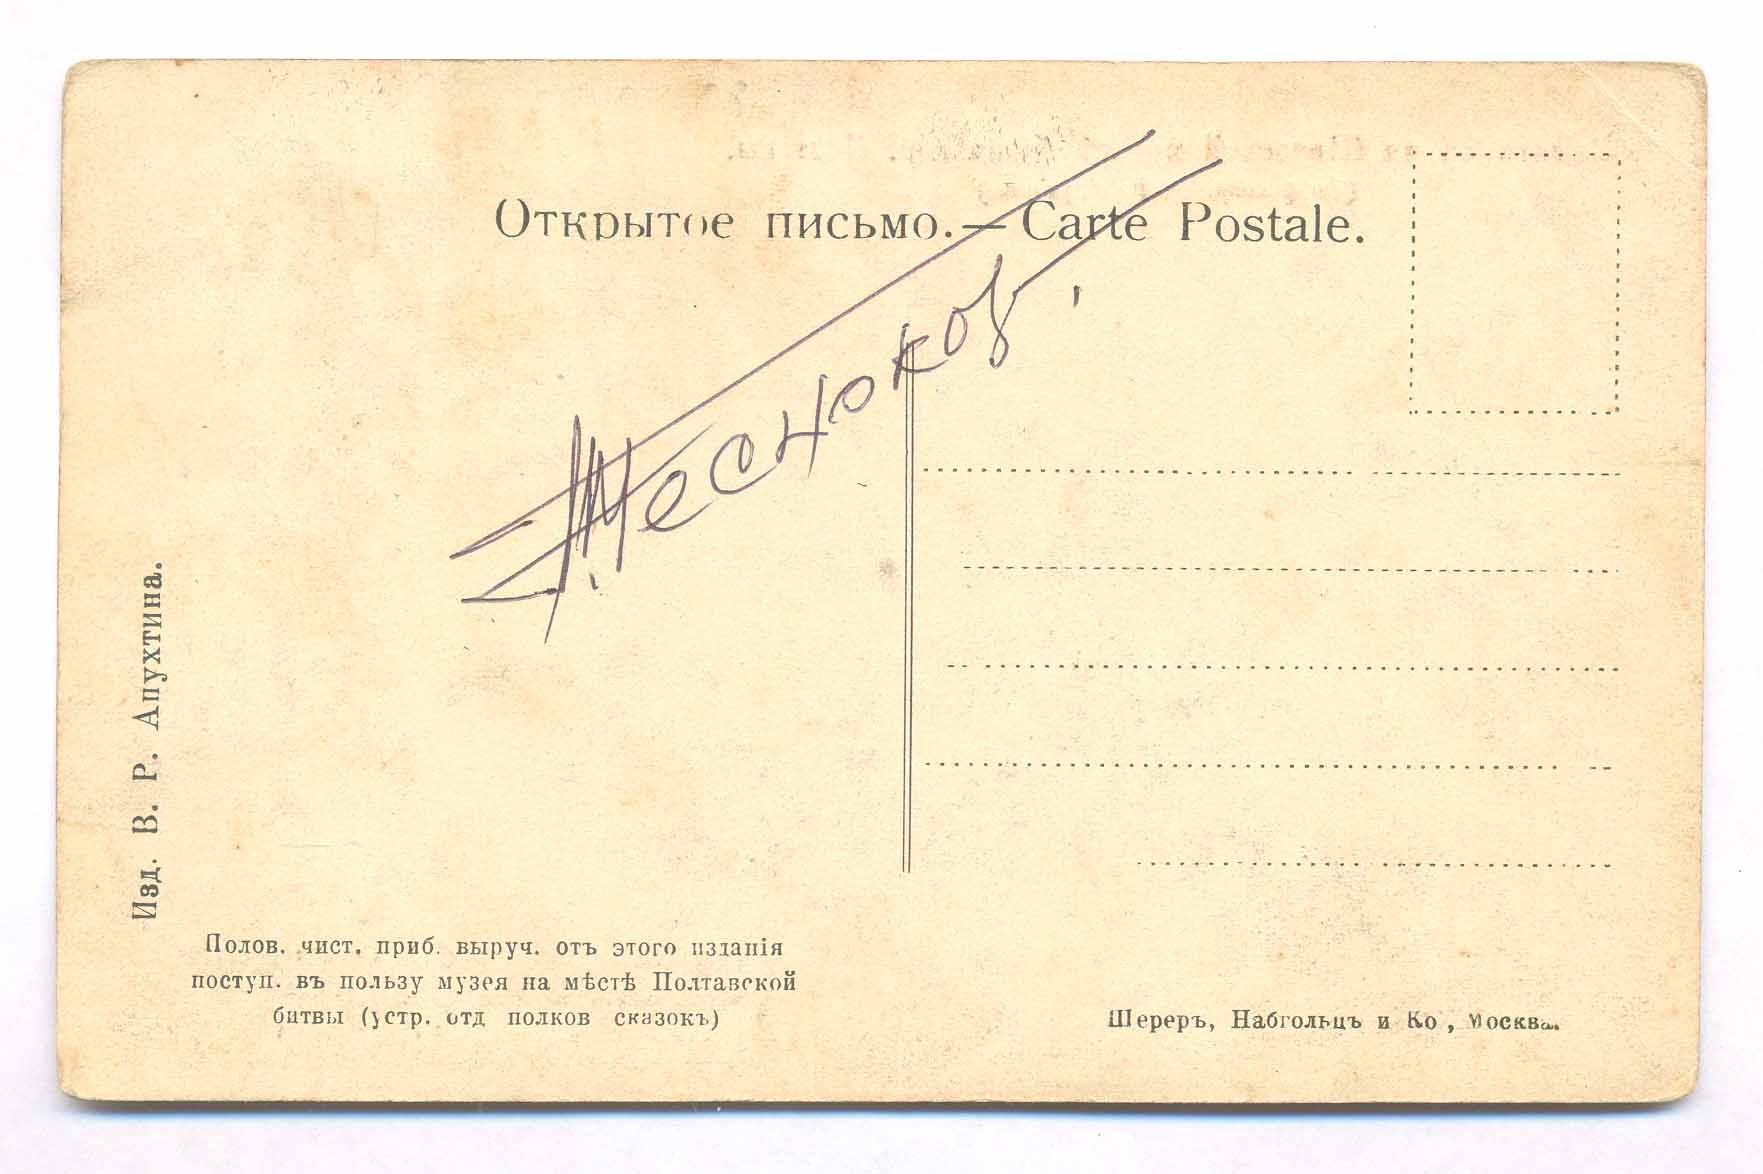 Открытое письмо. — Carte Postale.
Чесноков.
Изд. В. Р. Апухтина.
Полов. чист. приб. выруч. отъ этого изданія
поступ. въ пользу музея на мѣстѣ Полтавской
битвы (устр. отд полков сказокъ)
Шереръ, Набгольцъ и Ко, Москва.